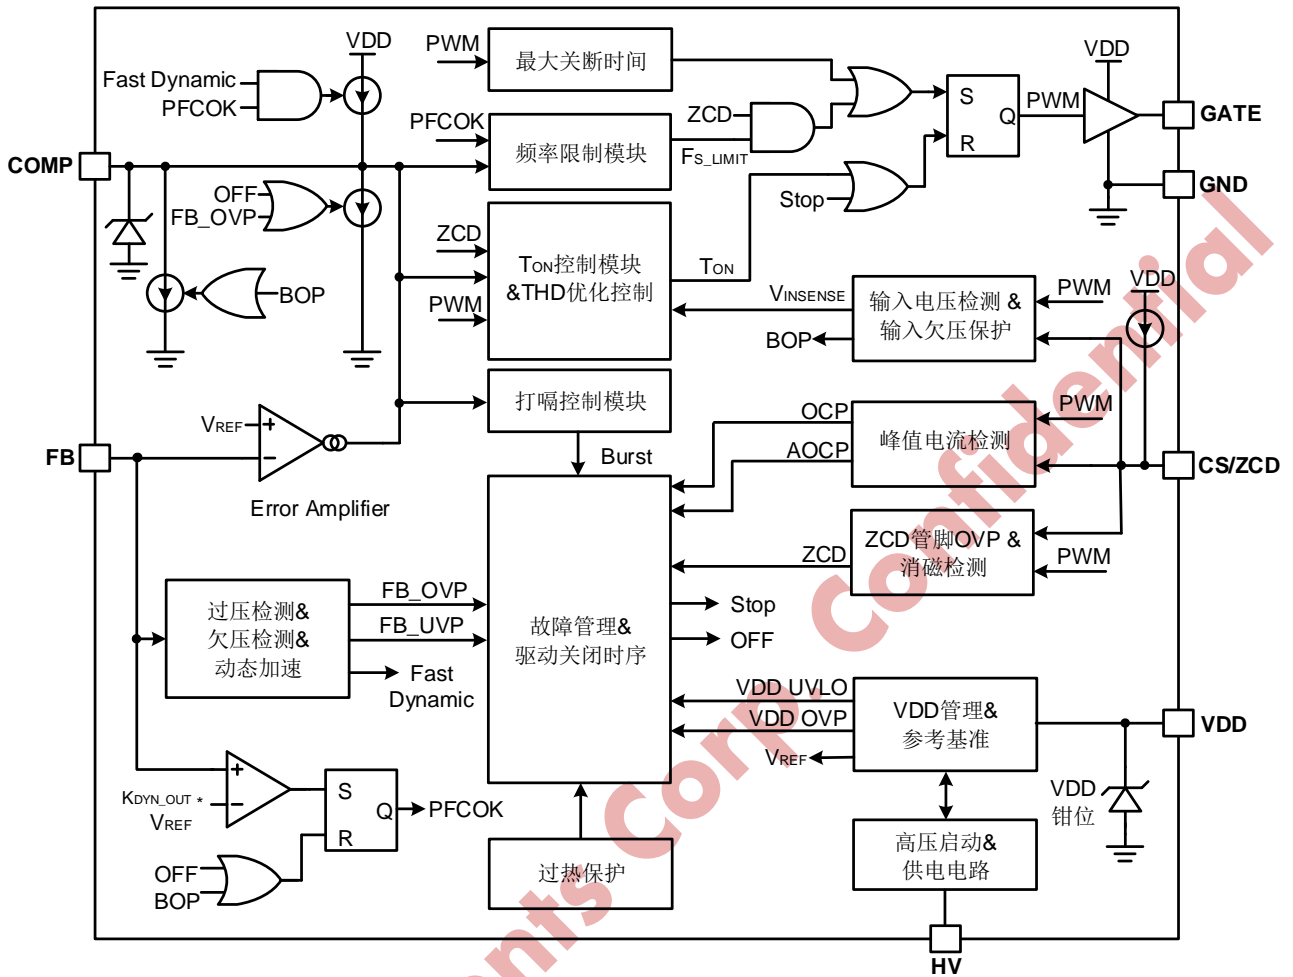 VDD
PWM
最大关断时间
VDD
Fast Dynamic
PFCOK
S
Q
R
PWM
GATE
ZCD
PFCOK
频率限制模块
FS_LIMIT
COMP
OFF
FB_OVP
Stop
GND
ZCD
TON控制模块
&THD优化控制
TON
PWM
BOP
VINSENSE
输入电压检测 &
输入欠压保护
PWM
VDD
BOP
打嗝控制模块
OCP
峰值电流检测
PWM
VREF
+
−
AOCP
FB
Burst
CS/ZCD
Error Amplifier
ZCD管脚OVP &
消磁检测
ZCD
PWM
过压检测&
欠压检测&
动态加速
FB_OVP
FB_UVP
Fast
Dynamic
故障管理&
驱动关闭时序
Stop
OFF
VDD UVLO
VDD OVP
VREF
VDD管理&
参考基准
VDD
VDD
钳位
+
−
KDYN_OUT *
VREF
S
Q
R
PFCOK
OFF
BOP
过热保护
高压启动&
供电电路
HV
nts Corp. Confidential